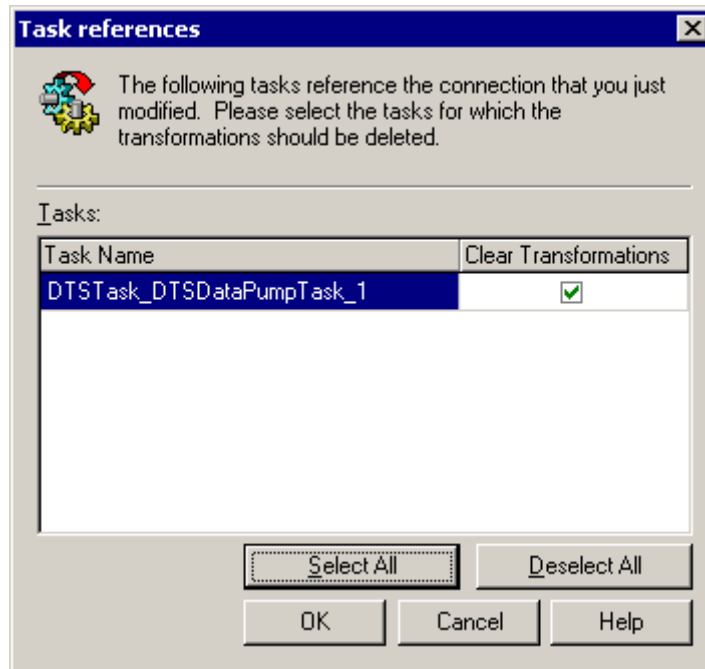 Task references
The following tasks reference the connection that you just
modified. Please select the tasks for which the
transformations should be deleted.
Tasks:
Task Name Clear Transformations
DTSTask_DTSDataPumpTask_1
Select All Deselect All
OK Cancel Help